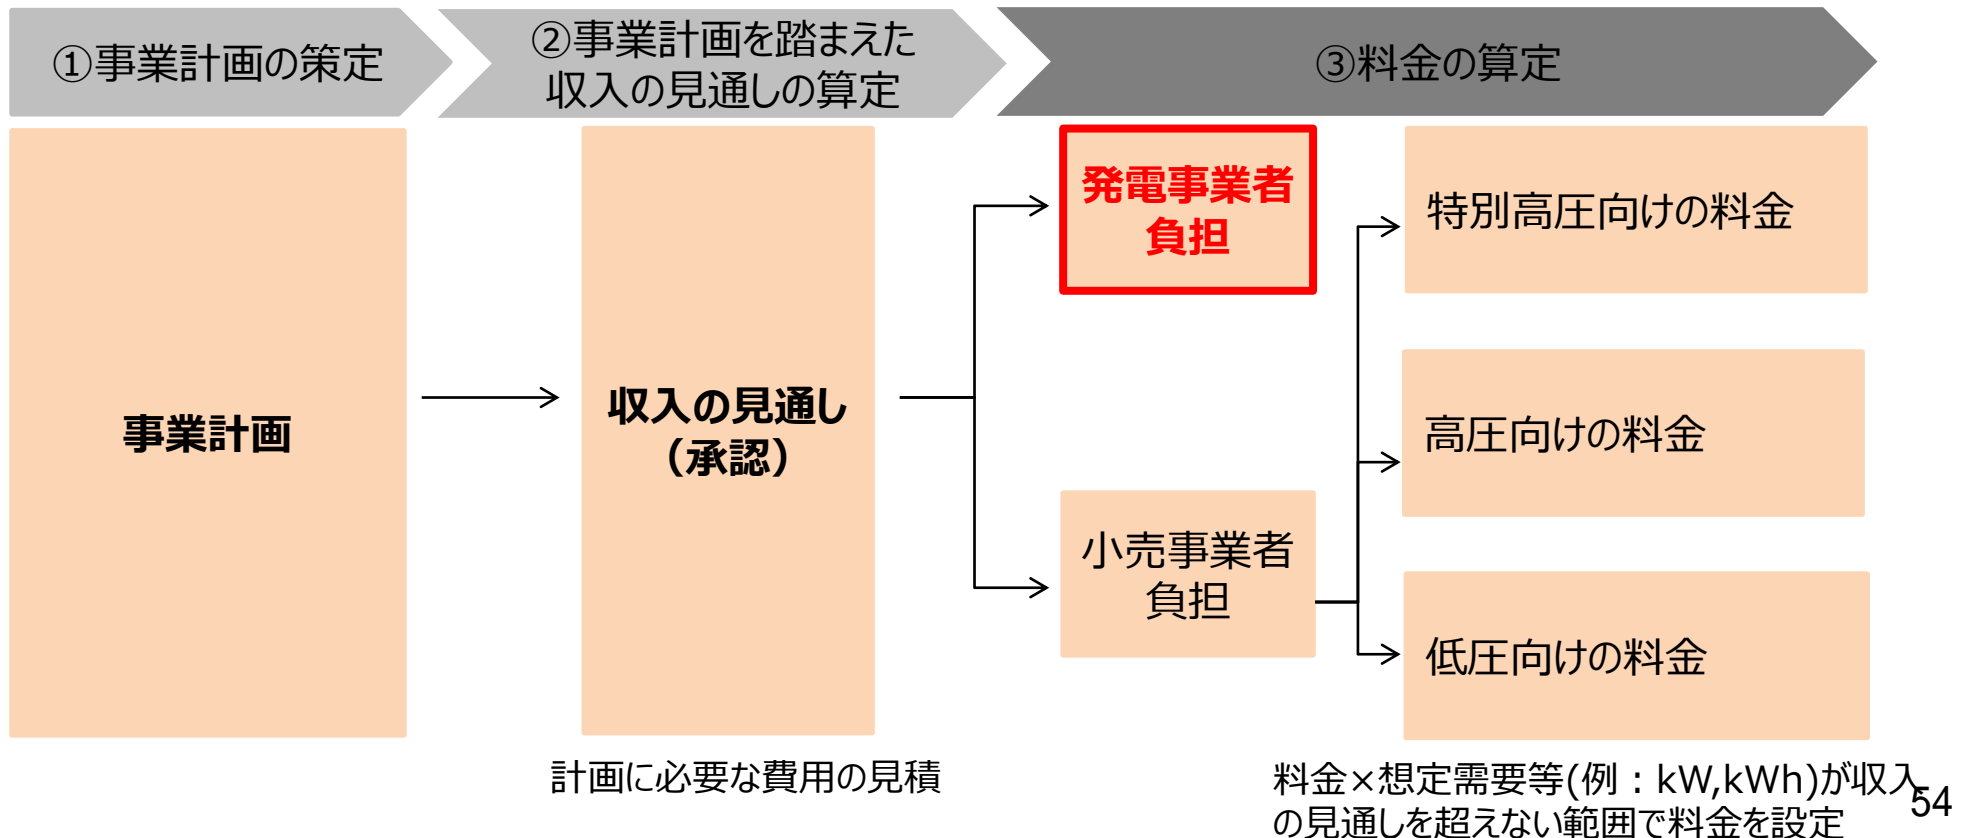 ①事業計画の策定
②事業計画を踏まえた
収入の見通しの算定
③料金の算定
事業計画
収入の見通し
（承認）
発電事業者
負担
小売事業者
負担
特別高圧向けの料金
高圧向けの料金
低圧向けの料金
計画に必要な費用の見積
料金×想定需要等(例：kW,kWh)が収入
の見通しを超えない範囲で料金を設定
54